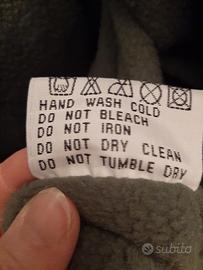 HAND WASH COLD
DO NOT BLEACH
DO NOT IRON
DO NOT DRY CLEAN
DO NOT TUMBLE DRY
subito